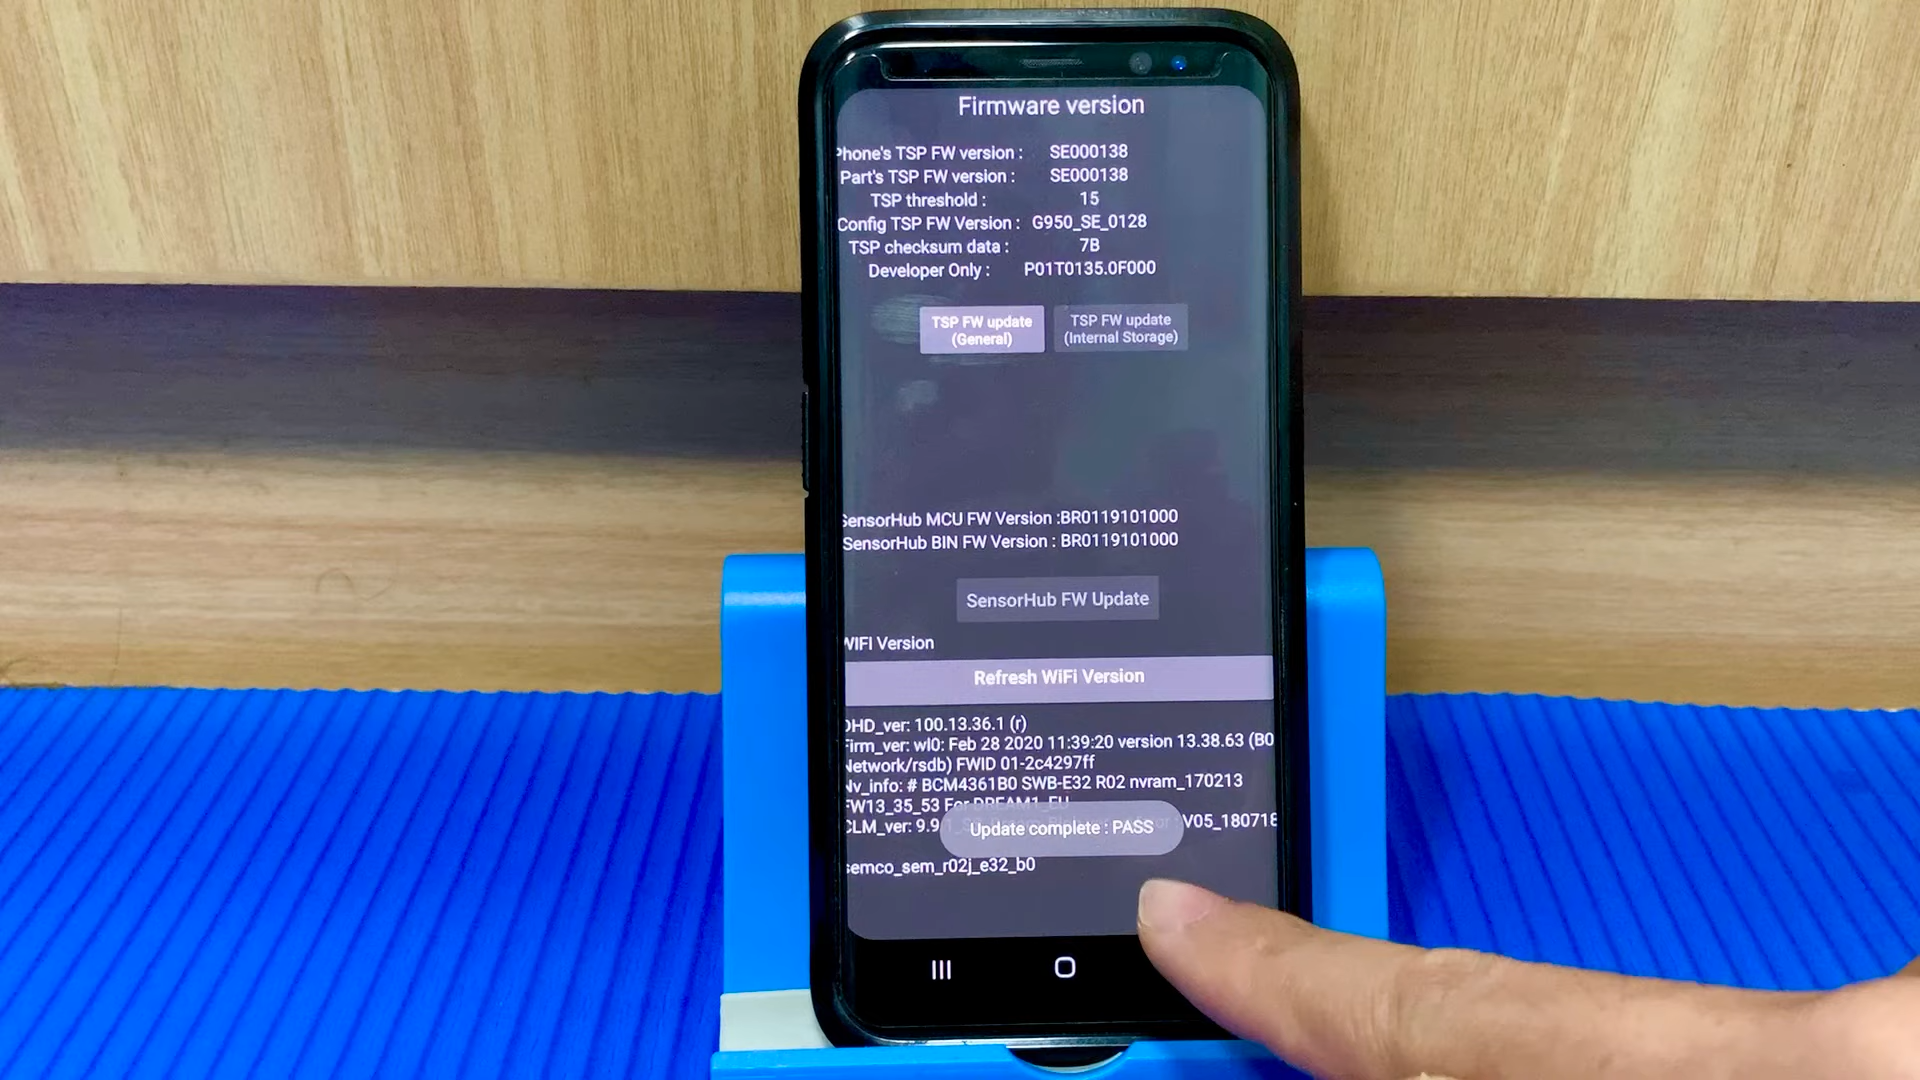 Firmware version
Phone's TSP FW version : SE000138
Part's TSP FW version : SE000138
TSP threshold : 15
Config TSP FW Version : G950_SE_0128
TSP checksum data : 7B
Developer Only : P01T0135.0F000
TSP FW update
(General)
TSP FW update
(Internal Storage)
SensorHub MCU FW Version :BR0119101000
SensorHub BIN FW Version : BR0119101000
SensorHub FW Update
WIFI Version
Refresh WiFi Version
DHD_ver: 100.13.36.1 (r)
Firm_ver: wl0: Feb 28 2020 11:39:20 version 13.38.63 (B0
Network/rsdb) FWID 01-2c4297ff
Nv_info: # BCM4361B0 SWB-E32 R02 nvram_170213
FW13_35_53 For DREAM1_EU
CLM_ver: 9.9 V05_180718
Update complete : PASS
semco_sem_r02j_e32_b0